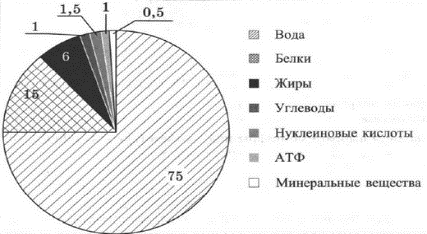 1,5
1
0,5
1
6
15
75
Вода
Белки
Жиры
Углеводы
Нуклеиновые кислоты
АТФ
Минеральные вещества